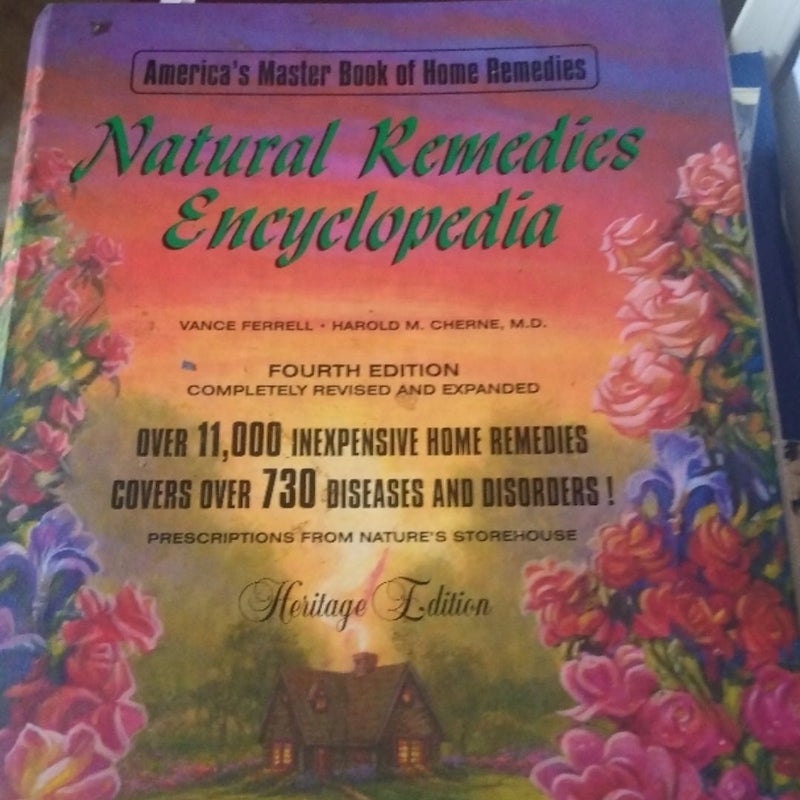 America's Master Book of Home Remedies
Natural Remedies
Encyclopedia
VANCE FERRELL • HAROLD M. CHERNE, M.D.
FOURTH EDITION
COMPLETELY REVISED AND EXPANDED
OVER 11,000 INEXPENSIVE HOME REMEDIES
COVERS OVER 730 DISEASES AND DISORDERS !
PRESCRIPTIONS FROM NATURE'S STOREHOUSE
Heritage Edition